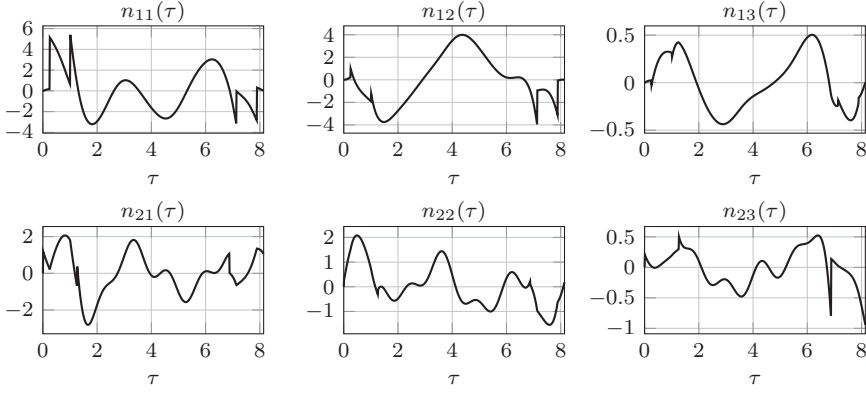 n₁₁(τ) n₁₂(τ) n₁₃(τ)
6 4 2 0 −2 −4 4 2 0 −2 −4 0.5 0 −0.5
0 2 4 6 8 0 2 4 6 8 0 2 4 6 8
τ τ τ
n₂₁(τ) n₂₂(τ) n₂₃(τ)
2 0 −2 2 1 0 −1 0.5 0 −0.5 −1
0 2 4 6 8 0 2 4 6 8 0 2 4 6 8
τ τ τ